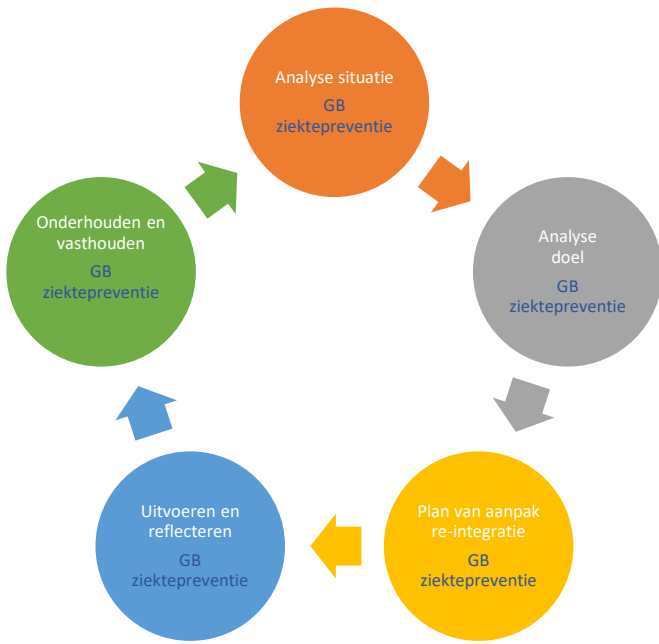 Analyse situatie
GB
ziektepreventie
Analyse
doel
GB
ziektepreventie
Plan van aanpak
re-integratie
GB
ziektepreventie
Uitvoeren en
reflecteren
GB
ziektepreventie
Onderhouden en
vasthouden
GB
ziektepreventie